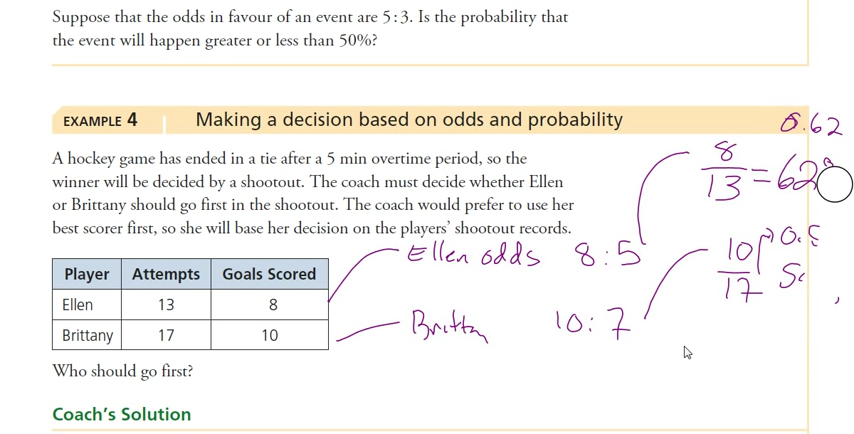 Suppose that the odds in favour of an event are 5:3. Is the probability that
the event will happen greater or less than 50%?
EXAMPLE 4 Making a decision based on odds and probability
0.62
A hockey game has ended in a tie after a 5 min overtime period, so the
winner will be decided by a shootout. The coach must decide whether Ellen
or Brittany should go first in the shootout. The coach would prefer to use her
best scorer first, so she will base her decision on the players' shootout records.
8/13 = 62
Player Attempts Goals Scored
Ellen 13 8
Brittany 17 10
Ellen odds 8:5
10/17
10:7
Who should go first?
Coach's Solution